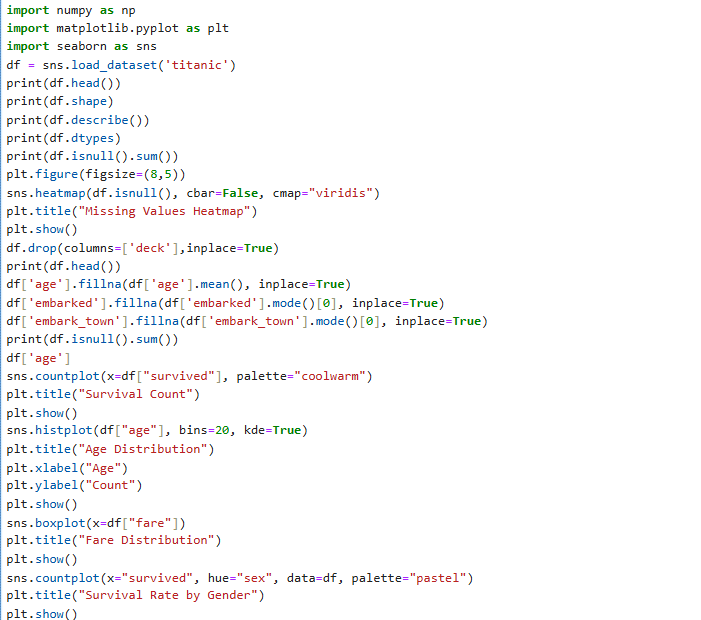 import numpy as np
import matplotlib.pyplot as plt
import seaborn as sns
df = sns.load_dataset('titanic')
print(df.head())
print(df.shape)
print(df.describe())
print(df.dtypes)
print(df.isnull().sum())
plt.figure(figsize=(8,5))
sns.heatmap(df.isnull(), cbar=False, cmap="viridis")
plt.title("Missing Values Heatmap")
plt.show()
df.drop(columns=['deck'],inplace=True)
print(df.head())
df['age'].fillna(df['age'].mean(), inplace=True)
df['embarked'].fillna(df['embarked'].mode()[0], inplace=True)
df['embark_town'].fillna(df['embark_town'].mode()[0], inplace=True)
print(df.isnull().sum())
df['age']
sns.countplot(x=df["survived"], palette="coolwarm")
plt.title("Survival Count")
plt.show()
sns.histplot(df["age"], bins=20, kde=True)
plt.title("Age Distribution")
plt.xlabel("Age")
plt.ylabel("Count")
plt.show()
sns.boxplot(x=df["fare"])
plt.title("Fare Distribution")
plt.show()
sns.countplot(x="survived", hue="sex", data=df, palette="pastel")
plt.title("Survival Rate by Gender")
plt.show()